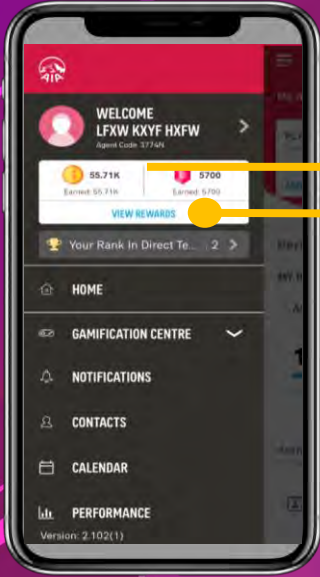 AIA
WELCOME
LFXW KXYF HXFW
Agent Code 3774N
55.71K 5700
Earned: 55.71K Earned: 5700
VIEW REWARDS
Your Rank In Direct Te... 2
HOME
GAMIFICATION CENTRE
NOTIFICATIONS
CONTACTS
CALENDAR
PERFORMANCE
Version: 2.102(1)